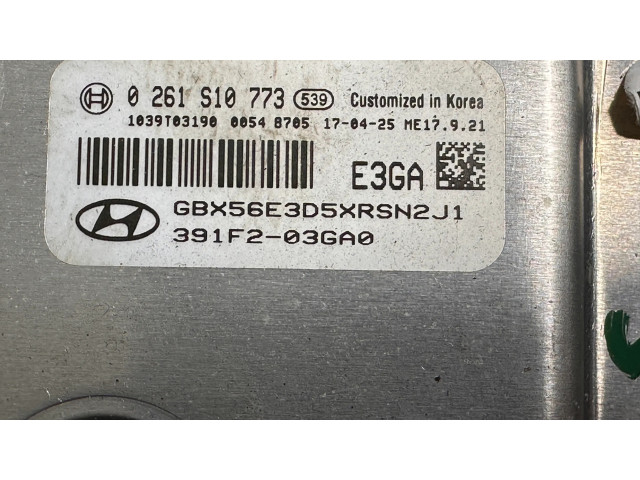 0 261 S10 773 539 Customized in Korea
1039T03190 0054 8705 17-04-25 ME17.9.21
E3GA
GBX56E3D5XRSN2J1
391F2-03GA0